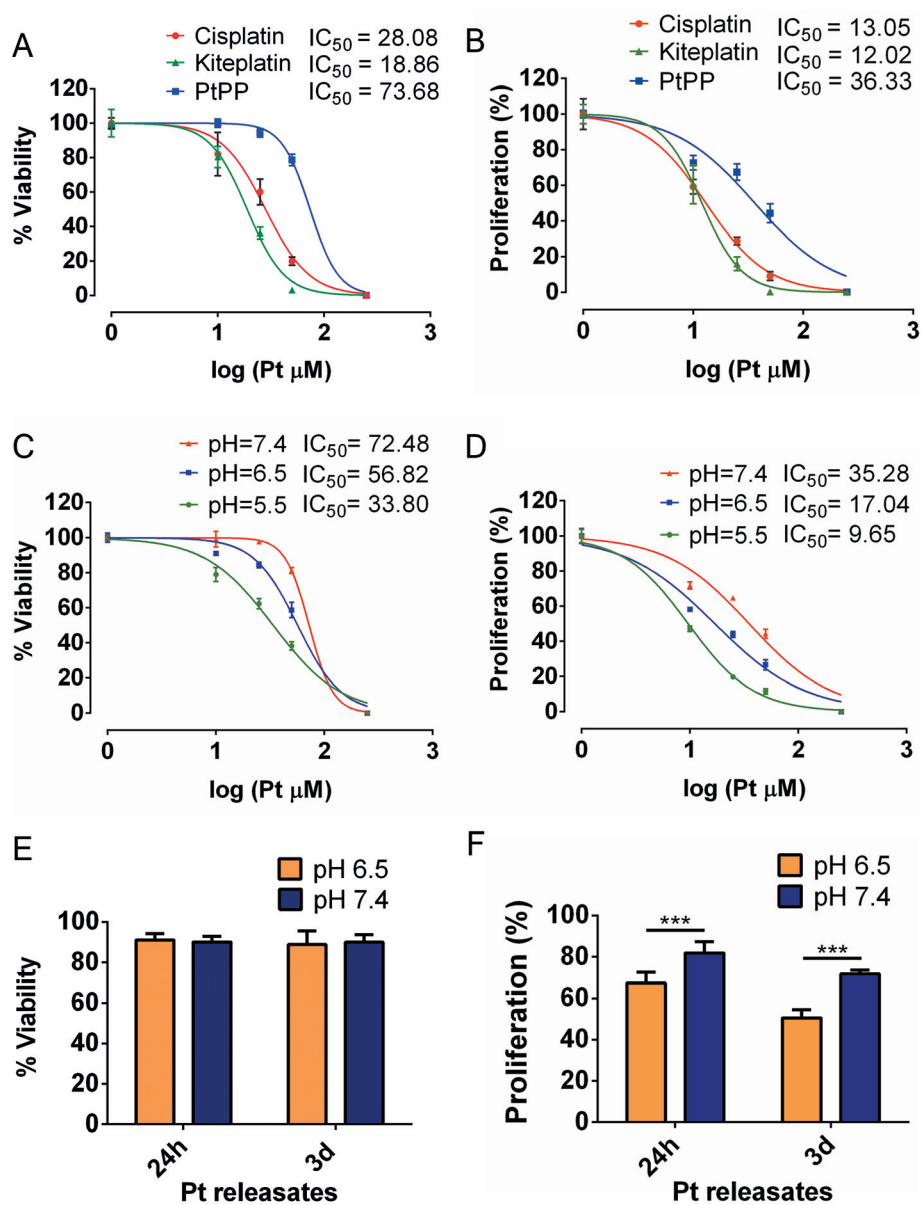 A
Cisplatin IC50 = 28.08
Kiteplatin IC50 = 18.86
PtPP IC50 = 73.68
% Viability
120
100
80
60
40
20
0
0 1 2 3
log (Pt μM)
B
Cisplatin IC50 = 13.05
Kiteplatin IC50 = 12.02
PtPP IC50 = 36.33
Proliferation (%)
120
100
80
60
40
20
0
0 1 2 3
log (Pt μM)
C
pH=7.4 IC50= 72.48
pH=6.5 IC50= 56.82
pH=5.5 IC50= 33.80
% Viability
120
100
80
60
40
20
0
0 1 2 3
log (Pt μM)
D
pH=7.4 IC50= 35.28
pH=6.5 IC50= 17.04
pH=5.5 IC50= 9.65
Proliferation (%)
120
100
80
60
40
20
0
0 1 2 3
log (Pt μM)
E
pH 6.5
pH 7.4
% Viability
100
80
60
40
20
0
24h 3d
Pt releasates
F
pH 6.5
pH 7.4
Proliferation (%)
80
60
40
80
60
0
*** ***
24h 3d
Pt releasates